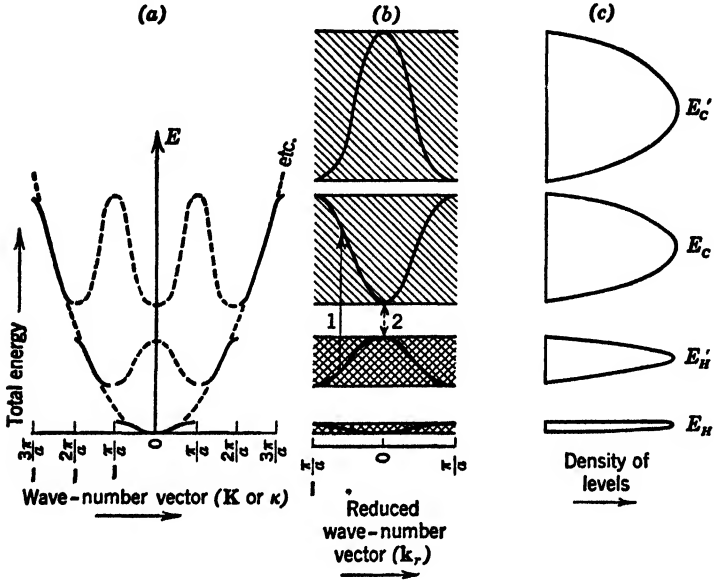 (a)
(b)
(c)
E
etc.
E_C′
E_C
E_H′
E_H
1
2
Total energy
-3π/a
-2π/a
-π/a
0
π/a
2π/a
3π/a
-π/a
0
π/a
Wave-number vector (K or κ)
Reduced
wave-number
vector (k_r)
Density of
levels